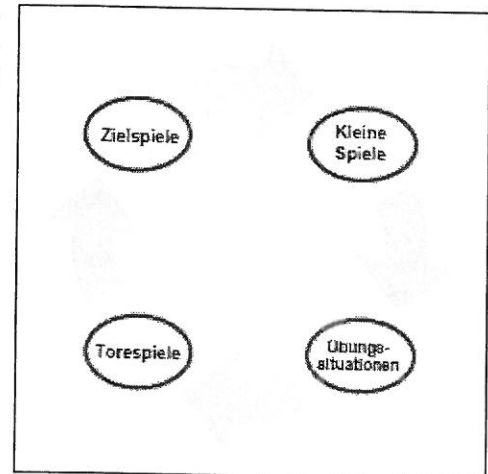 Zielspiele
Kleine
Spiele
Torespiele
Übungs-
situationen